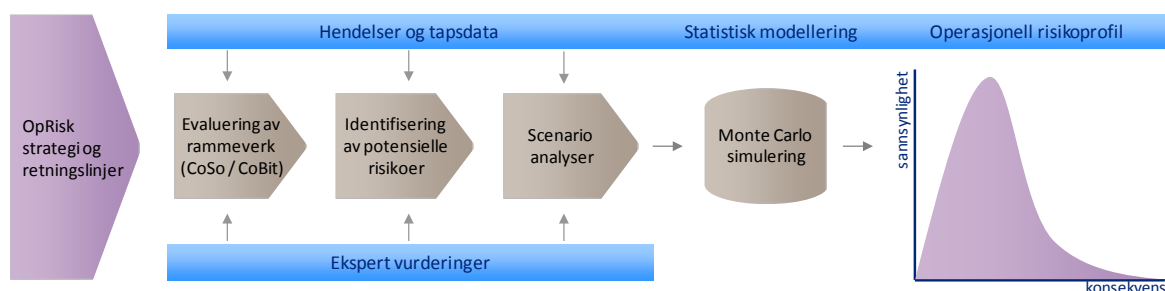 Hendelser og tapsdata
Statistisk modellering
Operasjonell risikoprofil
OpRisk
strategi og
retningslinjer
Evaluering av
rammeverk
(CoSo / CoBit)
Identifisering
av potensielle
risikoer
Scenario
analyser
Monte Carlo
simulering
sannsynlighet
konsekvens
Ekspert vurderinger